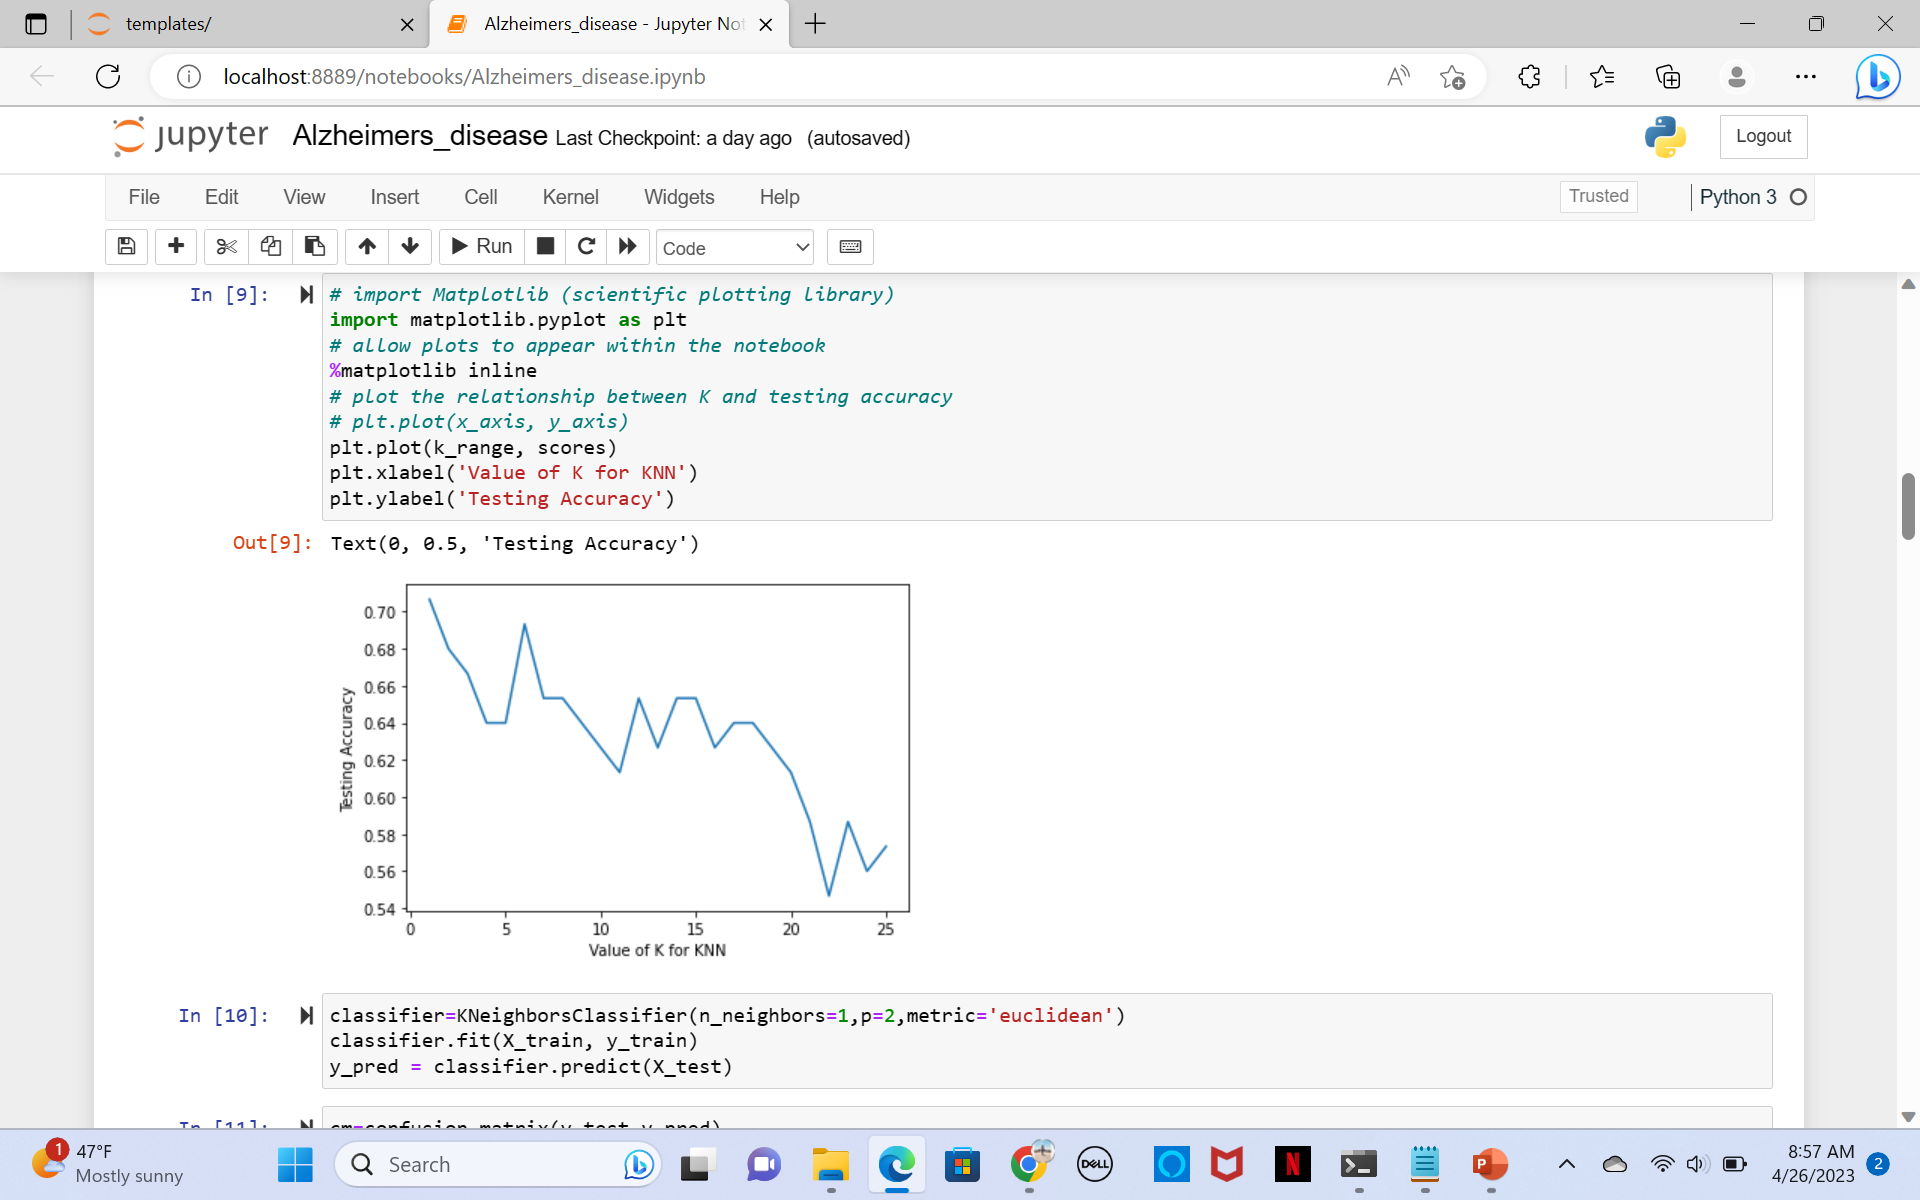 templates/
Alzheimers_disease - Jupyter Not
localhost:8889/notebooks/Alzheimers_disease.ipynb
jupyter Alzheimers_disease Last Checkpoint: a day ago (autosaved)
Logout
File Edit View Insert Cell Kernel Widgets Help
Trusted
Python 3
Run
Code
In [9]:
# import Matplotlib (scientific plotting library)
import matplotlib.pyplot as plt
# allow plots to appear within the notebook
%matplotlib inline
# plot the relationship between K and testing accuracy
# plt.plot(x_axis, y_axis)
plt.plot(k_range, scores)
plt.xlabel('Value of K for KNN')
plt.ylabel('Testing Accuracy')
Out[9]: Text(0, 0.5, 'Testing Accuracy')
Testing Accuracy
0.70
0.68
0.66
0.64
0.62
0.60
0.58
0.56
0.54
0 5 10 15 20 25
Value of K for KNN
In [10]:
classifier=KNeighborsClassifier(n_neighbors=1,p=2,metric='euclidean')
classifier.fit(X_train, y_train)
y_pred = classifier.predict(X_test)
In [11]:
cm=confusion_matrix(y_test,y_pred)
1
47°F
Mostly sunny
Search
DELL
N
P
8:57 AM
4/26/2023
2